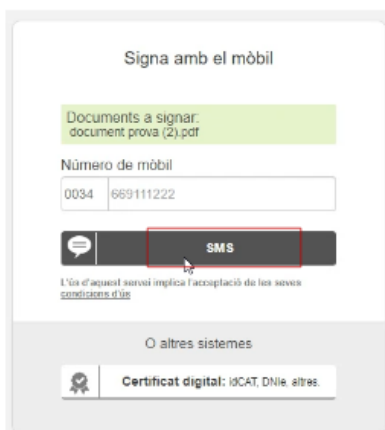 Signa amb el mòbil
Documents a signar:
document prova (2).pdf
Número de mòbil
0034 669111222
SMS
L'ús d'aquest servei implica l'acceptació de les seves
condicions d'ús
O altres sistemes
Certificat digital: idCAT, DNIe, altres.